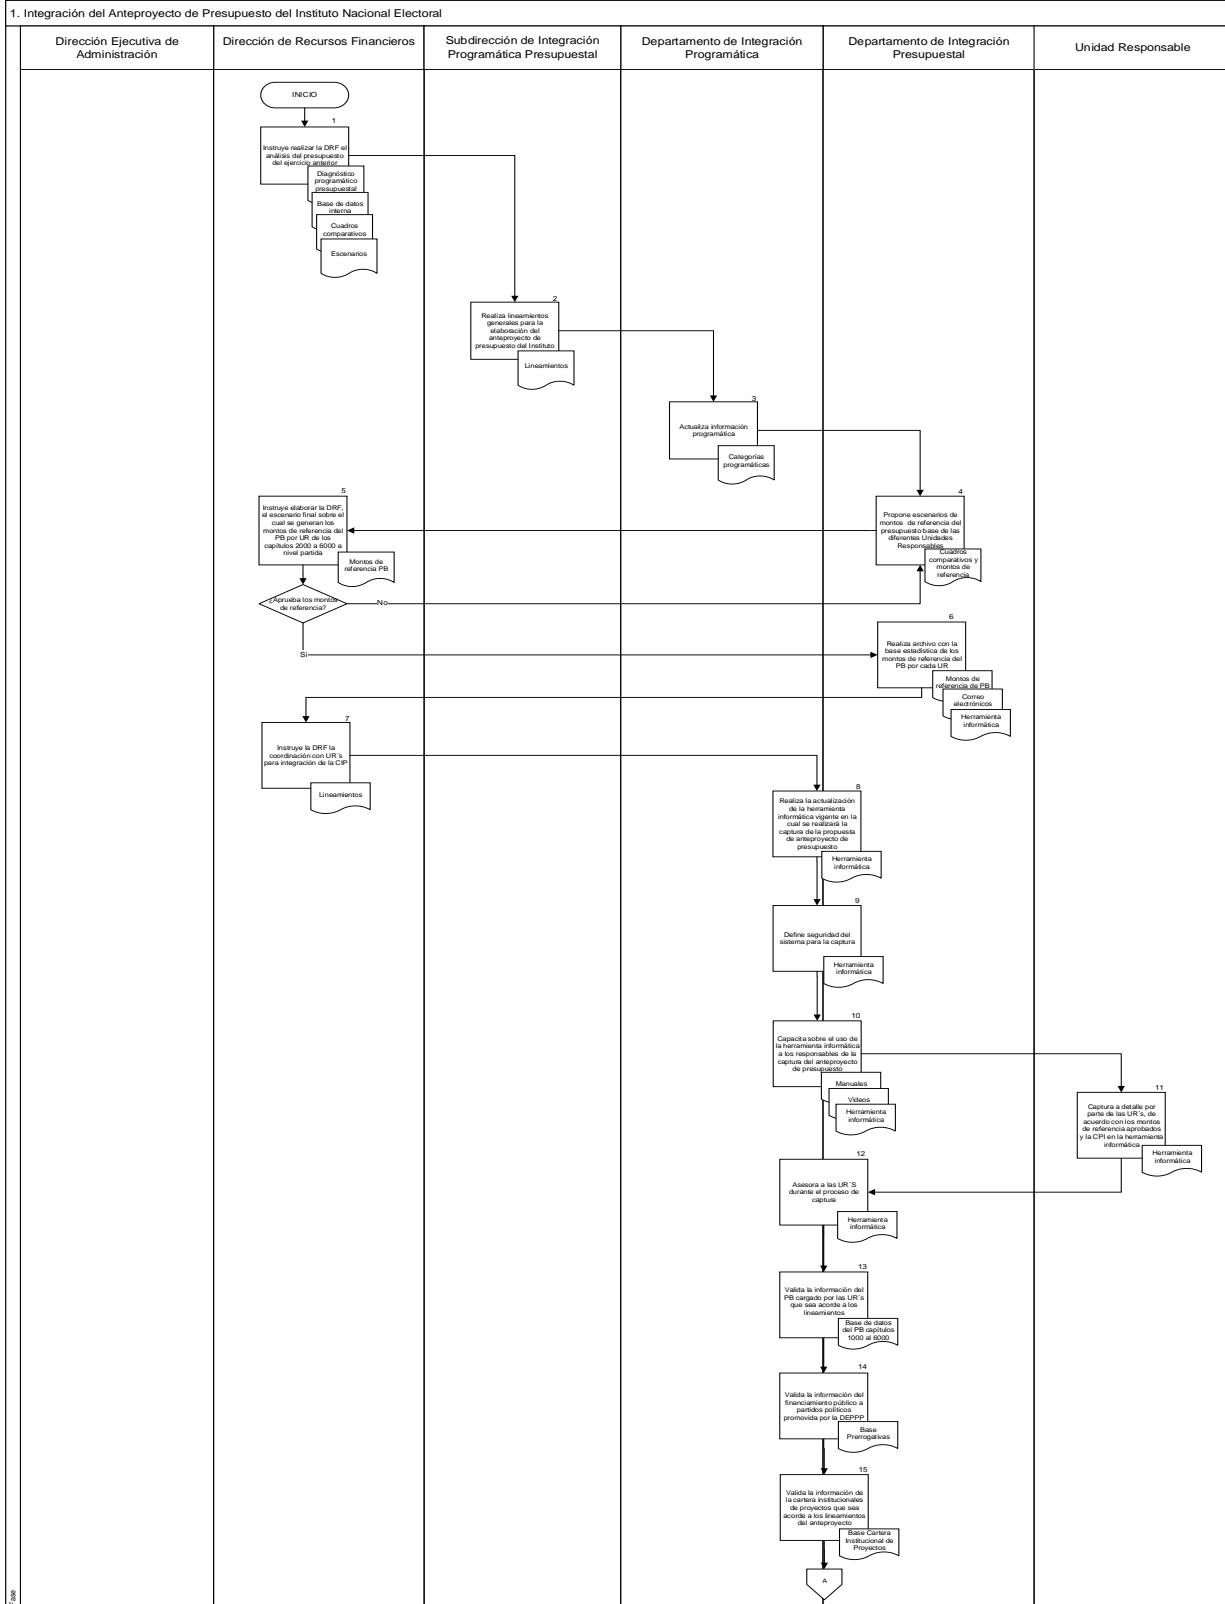 1. Integración del Anteproyecto de Presupuesto del Instituto Nacional Electoral
Dirección Ejecutiva de
Administración
Dirección de Recursos Financieros
Subdirección de Integración
Programática Presupuestal
Departamento de Integración
Programática
Departamento de Integración
Presupuestal
Unidad Responsable
INICIO
1
Instruye realizar la DRF el
análisis del presupuesto
del ejercicio anterior
Diagnóstico
programático
presupuestal
Base de datos
interna
Cuadros
comparativos
Escenarios
2
Realiza lineamientos
generales para la
elaboración del
anteproyecto de
presupuesto del Instituto
Lineamientos
3
Actualiza información
programática
Categorías
programáticas
4
Propone escenarios de
montos de referencia del
presupuesto base de las
diferentes Unidades
Responsables
Cuadros
comparativos y
montos de
referencia
5
Instruye elaborar la DRF,
el escenario final sobre el
cual se generan los
montos de referencia del
PB por UR de los
capítulos 2000 a 6000 a
nivel partida
Montos de
referencia PB
¿Aprueba los montos
de referencia?
No
Si
6
Realiza archivo con la
base estadística de los
montos de referencia del
PB por cada UR
Montos de
referencia de PB
Correo
electrónicos
Herramienta
informática
7
Instruye la DRF la
coordinación con UR´s
para integración de la CIP
Lineamientos
8
Realiza la actualización
de la herramienta
informática vigente en la
cual se realizará la
captura de la propuesta
de anteproyecto de
presupuesto
Herramienta
informática
9
Define seguridad del
sistema para la captura
Herramienta
informática
10
Capacita sobre el uso de
la herramienta informática
a los responsables de la
captura del anteproyecto
de presupuesto
Manuales
Videos
Herramienta
informática
11
Captura a detalle por
parte de las UR´s, de
acuerdo con los montos
de referencia aprobados
y la CPI en la herramienta
informática
Herramienta
informática
12
Asesora a las UR´S
durante el proceso de
captura
Herramienta
informática
13
Valida la información del
PB cargado por las UR´s
que sea acorde a los
lineamientos
Base de datos
del PB capítulos
1000 al 6000
14
Valida la información del
financiamiento público a
partidos políticos
promovida por la DEPPP
Base
Prerrogativas
15
Valida la información de
la cartera institucionales
de proyectos que sea
acorde a los lineamientos
del anteproyecto
Base Cartera
Institucional de
Proyectos
A
Fase